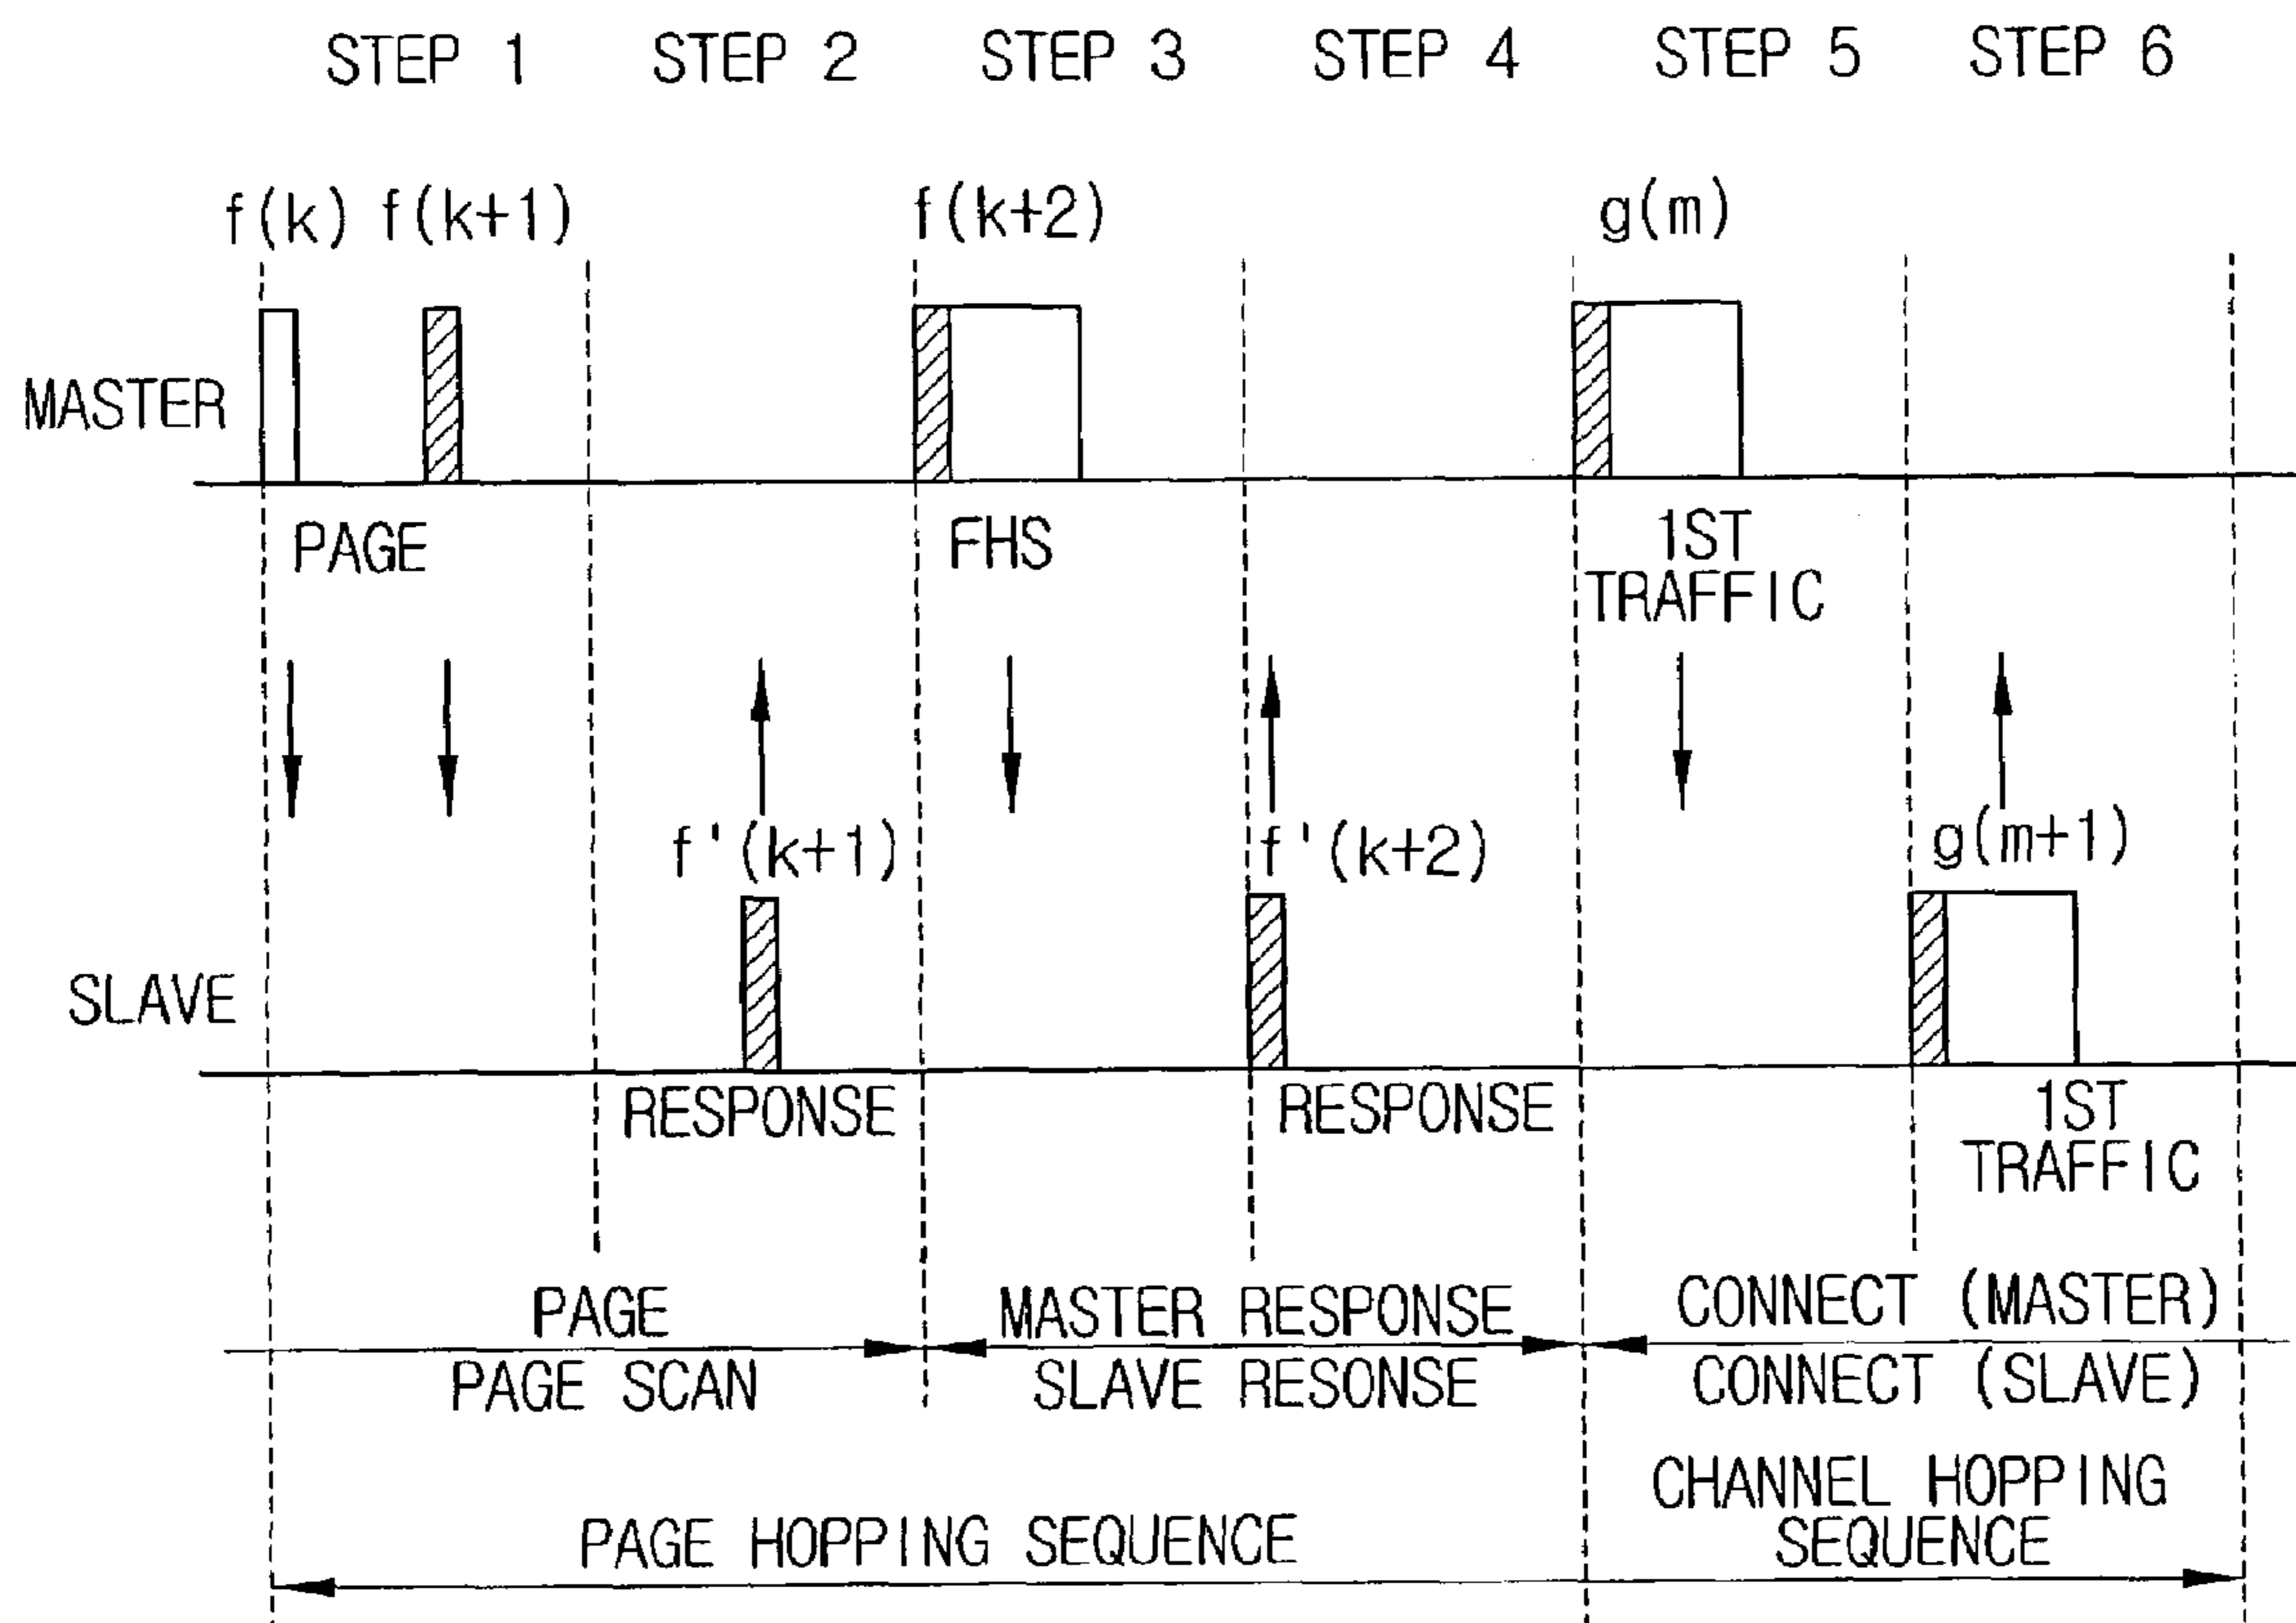 STEP 1 STEP 2 STEP 3 STEP 4 STEP 5 STEP 6
f(k) f(k+1) f(k+2) g(m)
MASTER
PAGE FHS 1ST
TRAFFIC
f'(k+1) f'(k+2) g(m+1)
SLAVE
RESPONSE RESPONSE 1ST
TRAFFIC
PAGE MASTER RESPONSE CONNECT (MASTER)
PAGE SCAN SLAVE RESONSE CONNECT (SLAVE)
CHANNEL HOPPING
PAGE HOPPING SEQUENCE SEQUENCE